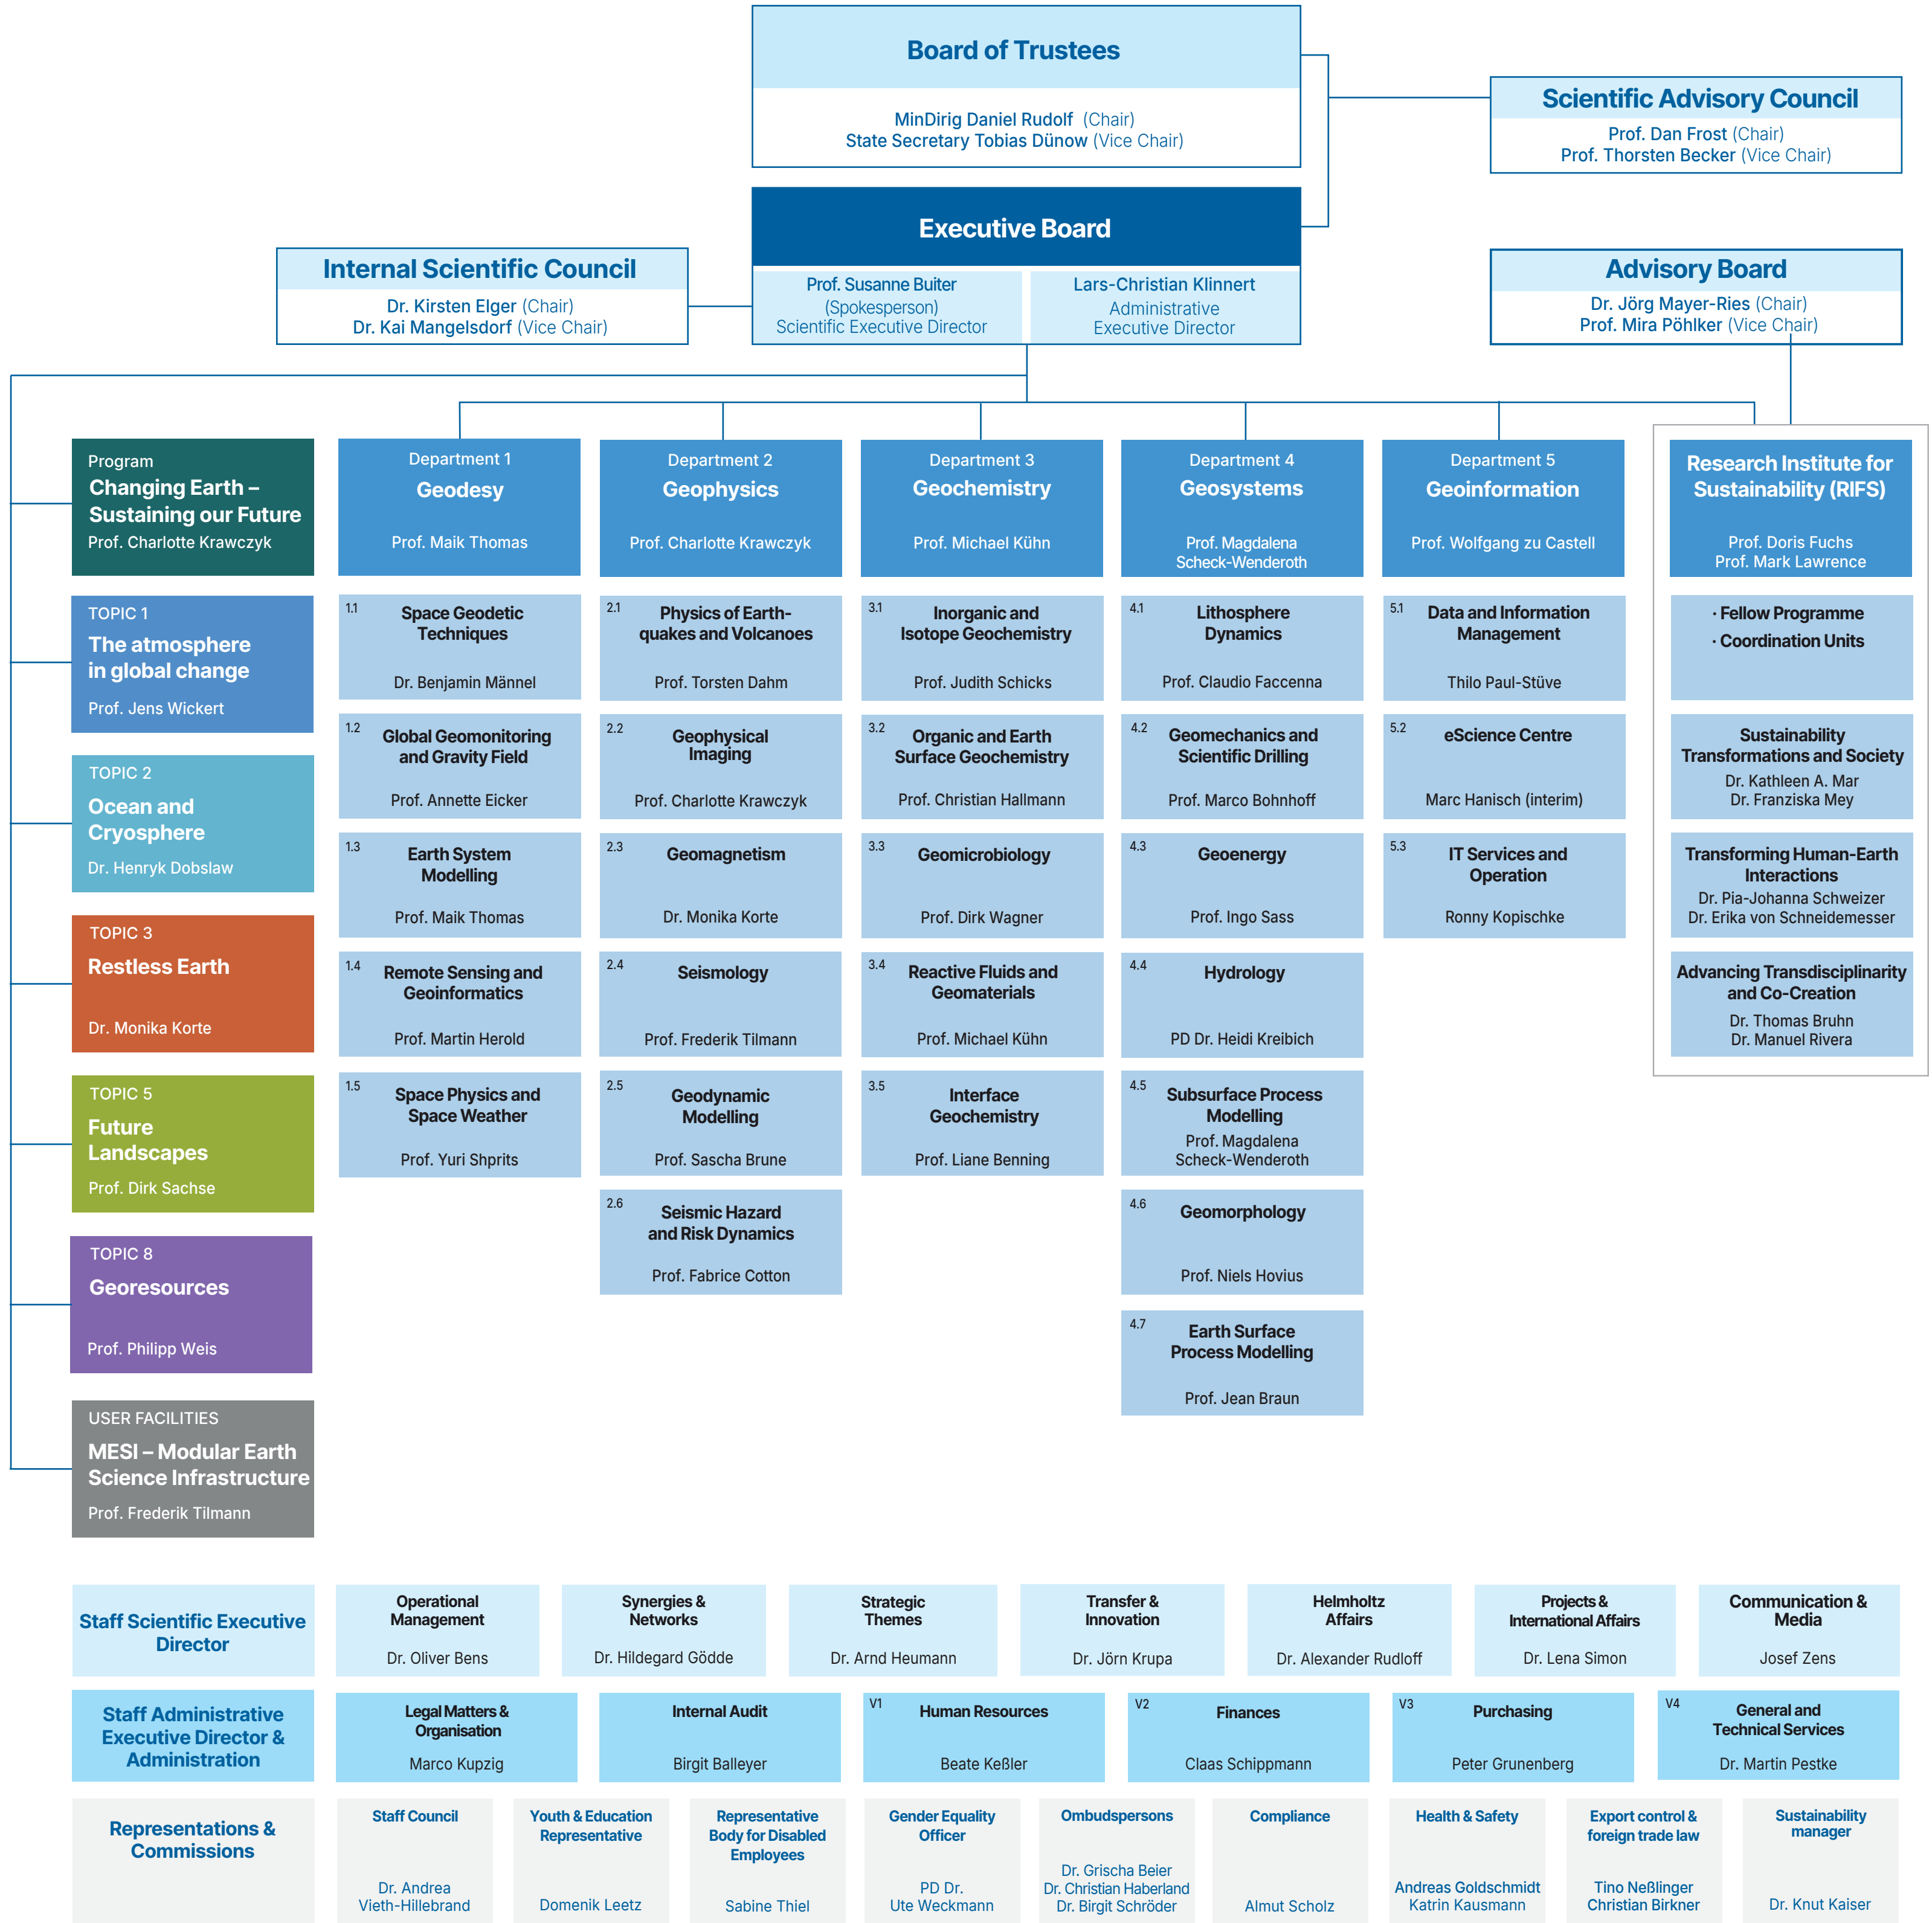 Board of Trustees
MinDirig Daniel Rudolf (Chair)
State Secretary Tobias Dünow (Vice Chair)
Scientific Advisory Council
Prof. Dan Frost (Chair)
Prof. Thorsten Becker (Vice Chair)
Executive Board
Prof. Susanne Buiter
(Spokesperson)
Scientific Executive Director
Lars-Christian Klinnert
Administrative
Executive Director
Internal Scientific Council
Dr. Kirsten Elger (Chair)
Dr. Kai Mangelsdorf (Vice Chair)
Advisory Board
Dr. Jörg Mayer-Ries (Chair)
Prof. Mira Pöhlker (Vice Chair)
Program
Changing Earth –
Sustaining our Future
Prof. Charlotte Krawczyk
TOPIC 1
The atmosphere
in global change
Prof. Jens Wickert
TOPIC 2
Ocean and
Cryosphere
Dr. Henryk Dobslaw
TOPIC 3
Restless Earth
Dr. Monika Korte
TOPIC 5
Future
Landscapes
Prof. Dirk Sachse
TOPIC 8
Georesources
Prof. Philipp Weis
USER FACILITIES
MESI – Modular Earth
Science Infrastructure
Prof. Frederik Tilmann
Department 1
Geodesy
Prof. Maik Thomas
1.1
Space Geodetic
Techniques
Dr. Benjamin Männel
1.2
Global Geomonitoring
and Gravity Field
Prof. Annette Eicker
1.3
Earth System
Modelling
Prof. Maik Thomas
1.4
Remote Sensing and
Geoinformatics
Prof. Martin Herold
1.5
Space Physics and
Space Weather
Prof. Yuri Shprits
Department 2
Geophysics
Prof. Charlotte Krawczyk
2.1
Physics of Earth-
quakes and Volcanoes
Prof. Torsten Dahm
2.2
Geophysical
Imaging
Prof. Charlotte Krawczyk
2.3
Geomagnetism
Dr. Monika Korte
2.4
Seismology
Prof. Frederik Tilmann
2.5
Geodynamic
Modelling
Prof. Sascha Brune
2.6
Seismic Hazard
and Risk Dynamics
Prof. Fabrice Cotton
Department 3
Geochemistry
Prof. Michael Kühn
3.1
Inorganic and
Isotope Geochemistry
Prof. Judith Schicks
3.2
Organic and Earth
Surface Geochemistry
Prof. Christian Hallmann
3.3
Geomicrobiology
Prof. Dirk Wagner
3.4
Reactive Fluids and
Geomaterials
Prof. Michael Kühn
3.5
Interface
Geochemistry
Prof. Liane Benning
Department 4
Geosystems
Prof. Magdalena
Scheck-Wenderoth
4.1
Lithosphere
Dynamics
Prof. Claudio Faccenna
4.2
Geomechanics and
Scientific Drilling
Prof. Marco Bohnhoff
4.3
Geoenergy
Prof. Ingo Sass
4.4
Hydrology
PD Dr. Heidi Kreibich
4.5
Subsurface Process
Modelling
Prof. Magdalena
Scheck-Wenderoth
4.6
Geomorphology
Prof. Niels Hovius
4.7
Earth Surface
Process Modelling
Prof. Jean Braun
Department 5
Geoinformation
Prof. Wolfgang zu Castell
5.1
Data and Information
Management
Thilo Paul-Stüve
5.2
eScience Centre
Marc Hanisch (interim)
5.3
IT Services and
Operation
Ronny Kopischke
Research Institute for
Sustainability (RIFS)
Prof. Doris Fuchs
Prof. Mark Lawrence
· Fellow Programme
· Coordination Units
Sustainability
Transformations and Society
Dr. Kathleen A. Mar
Dr. Franziska Mey
Transforming Human-Earth
Interactions
Dr. Pia-Johanna Schweizer
Dr. Erika von Schneidemesser
Advancing Transdisciplinarity
and Co-Creation
Dr. Thomas Bruhn
Dr. Manuel Rivera
Staff Scientific Executive
Director
Operational
Management
Dr. Oliver Bens
Synergies &
Networks
Dr. Hildegard Gödde
Strategic
Themes
Dr. Arnd Heumann
Transfer &
Innovation
Dr. Jörn Krupa
Helmholtz
Affairs
Dr. Alexander Rudloff
Projects &
International Affairs
Dr. Lena Simon
Communication &
Media
Josef Zens
Staff Administrative
Executive Director &
Administration
Legal Matters &
Organisation
Marco Kupzig
Internal Audit
Birgit Balleyer
V1
Human Resources
Beate Keßler
V2
Finances
Claas Schippmann
V3
Purchasing
Peter Grunenberg
V4
General and
Technical Services
Dr. Martin Pestke
Representations &
Commissions
Staff Council
Dr. Andrea
Vieth-Hillebrand
Youth & Education
Representative
Domenik Leetz
Representative
Body for Disabled
Employees
Sabine Thiel
Gender Equality
Officer
PD Dr.
Ute Weckmann
Ombudspersons
Dr. Grischa Beier
Dr. Christian Haberland
Dr. Birgit Schröder
Compliance
Almut Scholz
Health & Safety
Andreas Goldschmidt
Katrin Kausmann
Export control &
foreign trade law
Tino Neßlinger
Christian Birkner
Sustainability
manager
Dr. Knut Kaiser